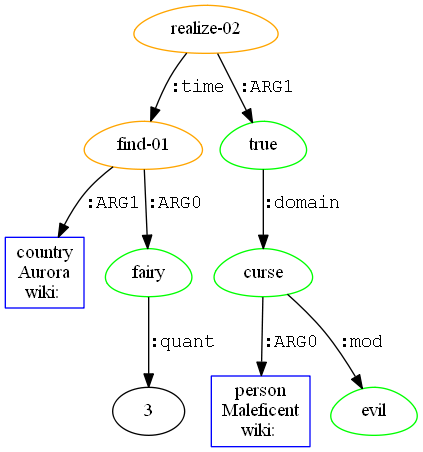 realize-02
:time
:ARG1
find-01
true
:ARG1
:ARG0
:domain
country
Aurora
wiki:
fairy
curse
:quant
:ARG0
:mod
3
person
Maleficent
wiki:
evil